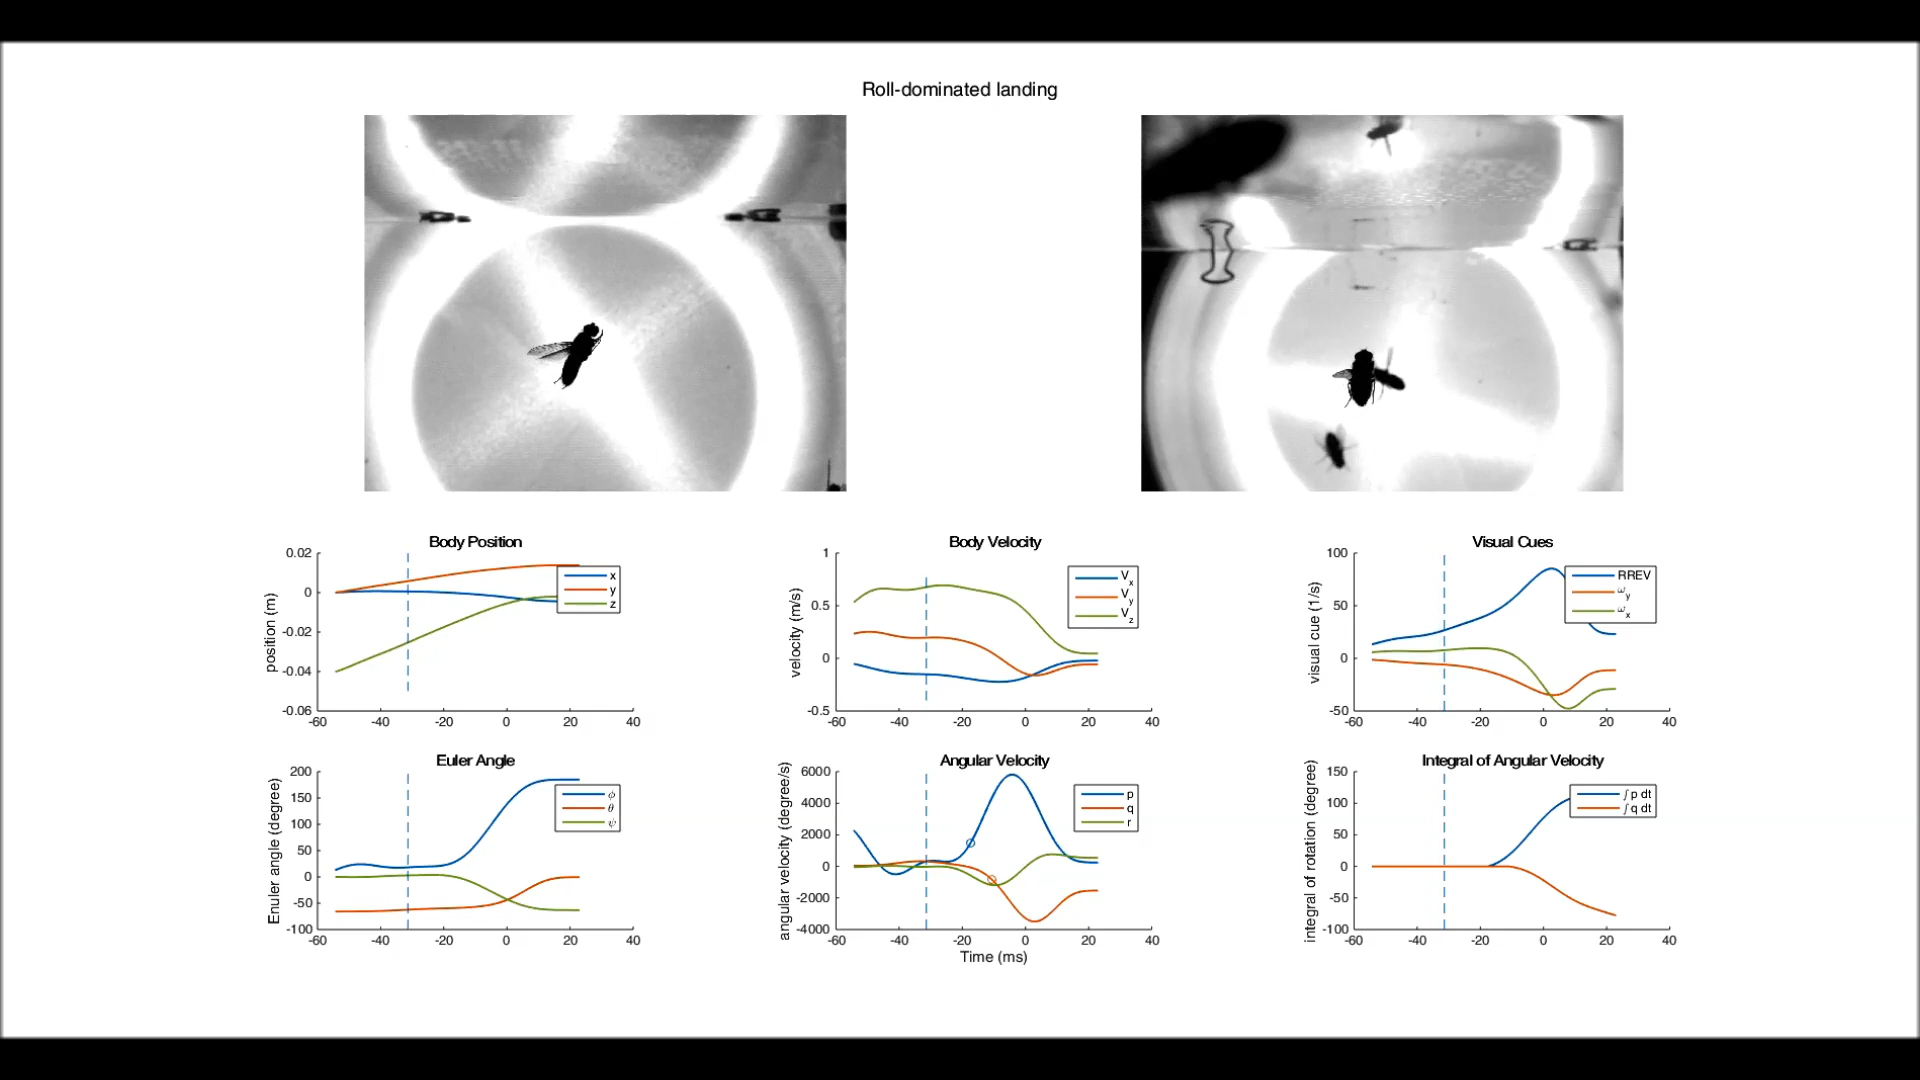 Roll-dominated landing
Body Position
0.02
0
-0.02
-0.04
-0.06
position (m)
-60 -40 -20 0 20 40
x
y
z
Body Velocity
1
0.5
0
-0.5
velocity (m/s)
-60 -40 -20 0 20 40
Vx
Vy
Vz
Visual Cues
100
50
0
-50
visual cue (1/s)
-60 -40 -20 0 20 40
RREV
ωy
ωx
Euler Angle
200
150
100
50
0
-50
-100
Enuler angle (degree)
-60 -40 -20 0 20 40
ϕ
θ
ψ
Angular Velocity
6000
4000
2000
0
-2000
-4000
angular velocity (degree/s)
-60 -40 -20 0 20 40
Time (ms)
p
q
r
Integral of Angular Velocity
150
100
50
0
-50
-100
integral of rotation (degree)
-60 -40 -20 0 20 40
∫p dt
∫q dt